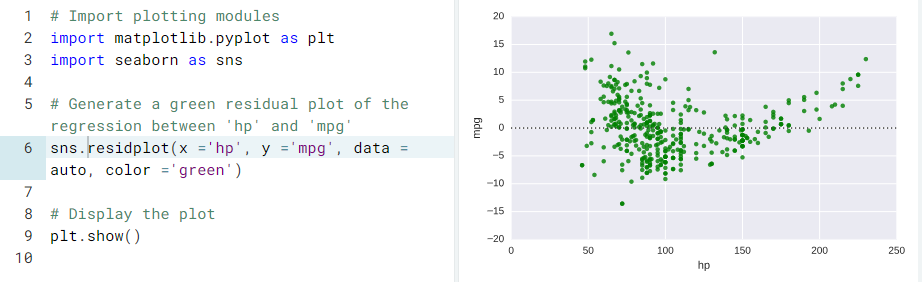 1 # Import plotting modules
2 import matplotlib.pyplot as plt
3 import seaborn as sns
4
5 # Generate a green residual plot of the
regression between 'hp' and 'mpg'
6 sns.residplot(x ='hp', y ='mpg', data =
auto, color ='green')
7
8 # Display the plot
9 plt.show()
10
20
15
10
5
0
−5
−10
−15
−20
mpg
0 50 100 150 200 250
hp